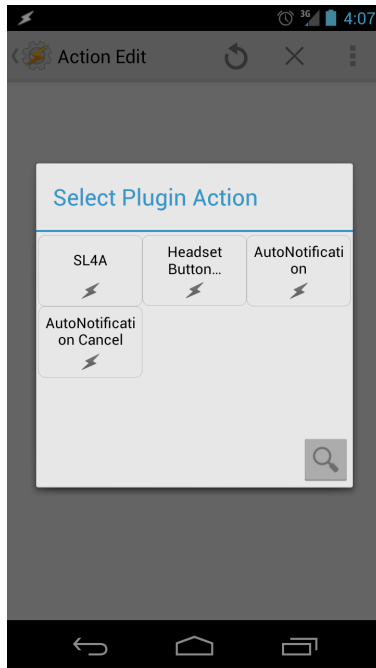 3G 4:07
Action Edit
Select Plugin Action
SL4A
Headset
Button...
AutoNotificati
on
AutoNotificati
on Cancel